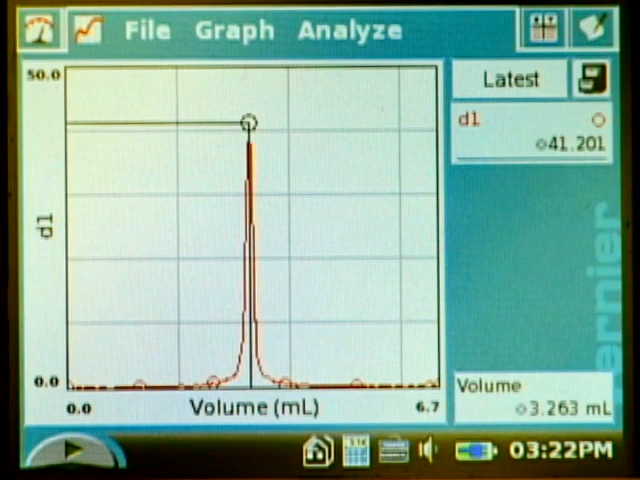 File Graph Analyze
50.0
d1
0.0
0.0 Volume (mL) 6.7
Latest
d1
41.201
ernier
Volume
3.263 mL
03:22PM